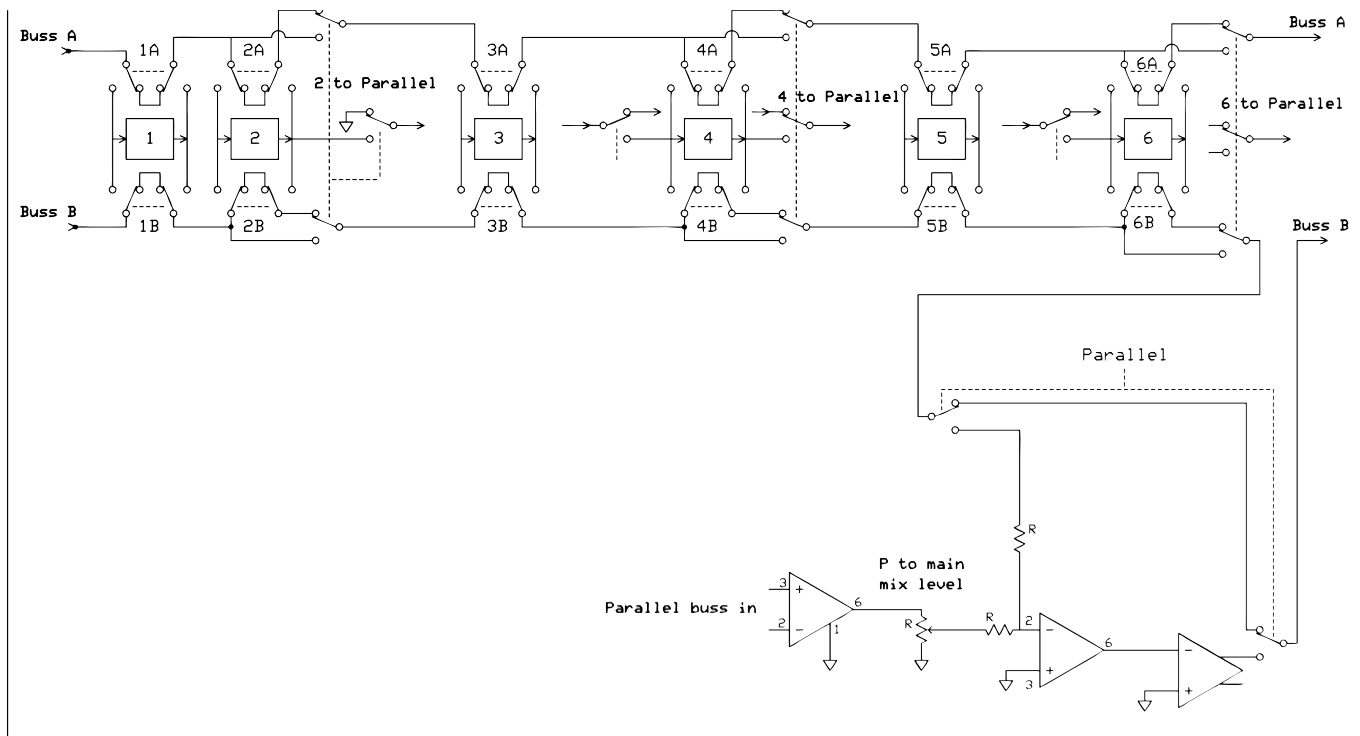 Buss A
1A
2A
3A
4A
5A
6A
Buss A
2 to Parallel
4 to Parallel
6 to Parallel
1
2
3
4
5
6
Buss B
1B
2B
3B
4B
5B
6B
Buss B
Parallel
R
P to main
mix level
Parallel buss in
3
+
2
-
6
1
R
R
2
-
+
3
6
-
+